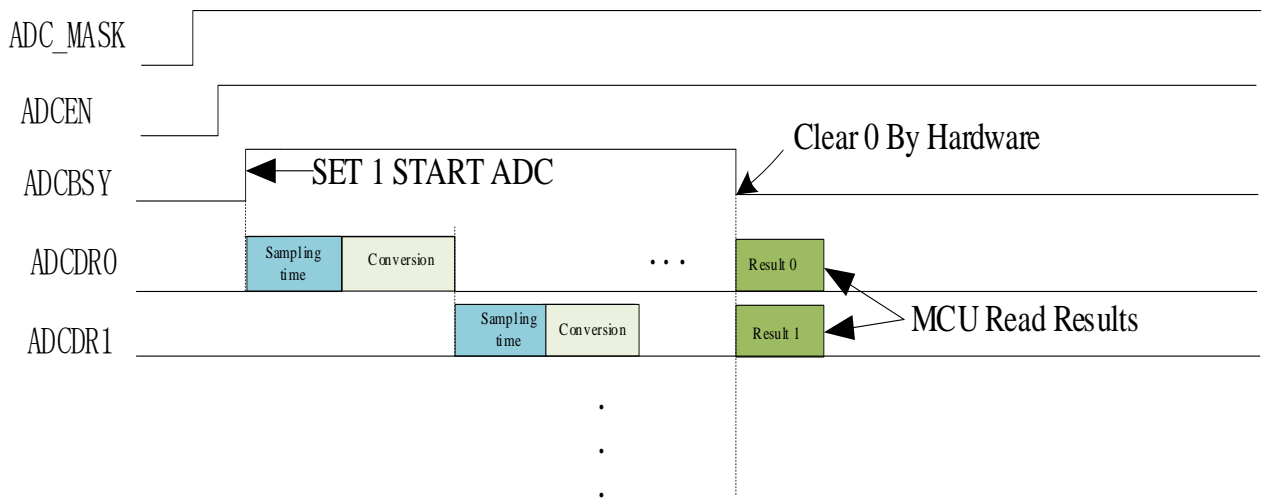 ADC_MASK
ADCEN
Clear 0 By Hardware
ADCBSY
SET 1 START ADC
ADCDR0
Sampling
time
Conversion
...
Result 0
MCU Read Results
ADCDR1
Sampling
time
Conversion
Result 1
.
.
.